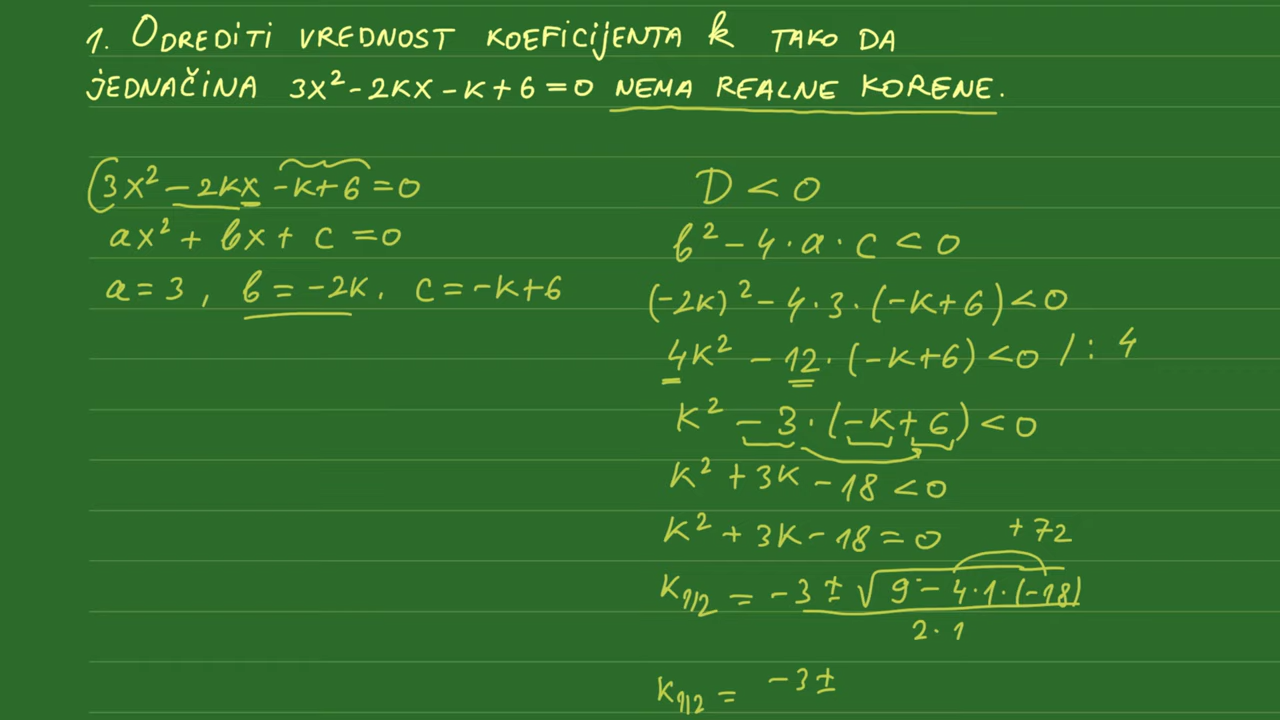 1. ODREDITI VREDNOST KOEFICIJENTA k TAKO DA
JEDNAČINA 3x² - 2kx - k + 6 = 0 NEMA REALNE KORENE.
3x² - 2kx - k + 6 = 0
ax² + bx + c = 0
a = 3, b = -2k, c = -k + 6
D < 0
b² - 4 · a · c < 0
(-2k)² - 4 · 3 · (-k + 6) < 0
4k² - 12 · (-k + 6) < 0 / : 4
k² - 3 · (-k + 6) < 0
k² + 3k - 18 < 0
k² + 3k - 18 = 0
+ 72
k1/2 = -3 ± √9 - 4 · 1 · (-18)
2 · 1
k1/2 = -3 ±